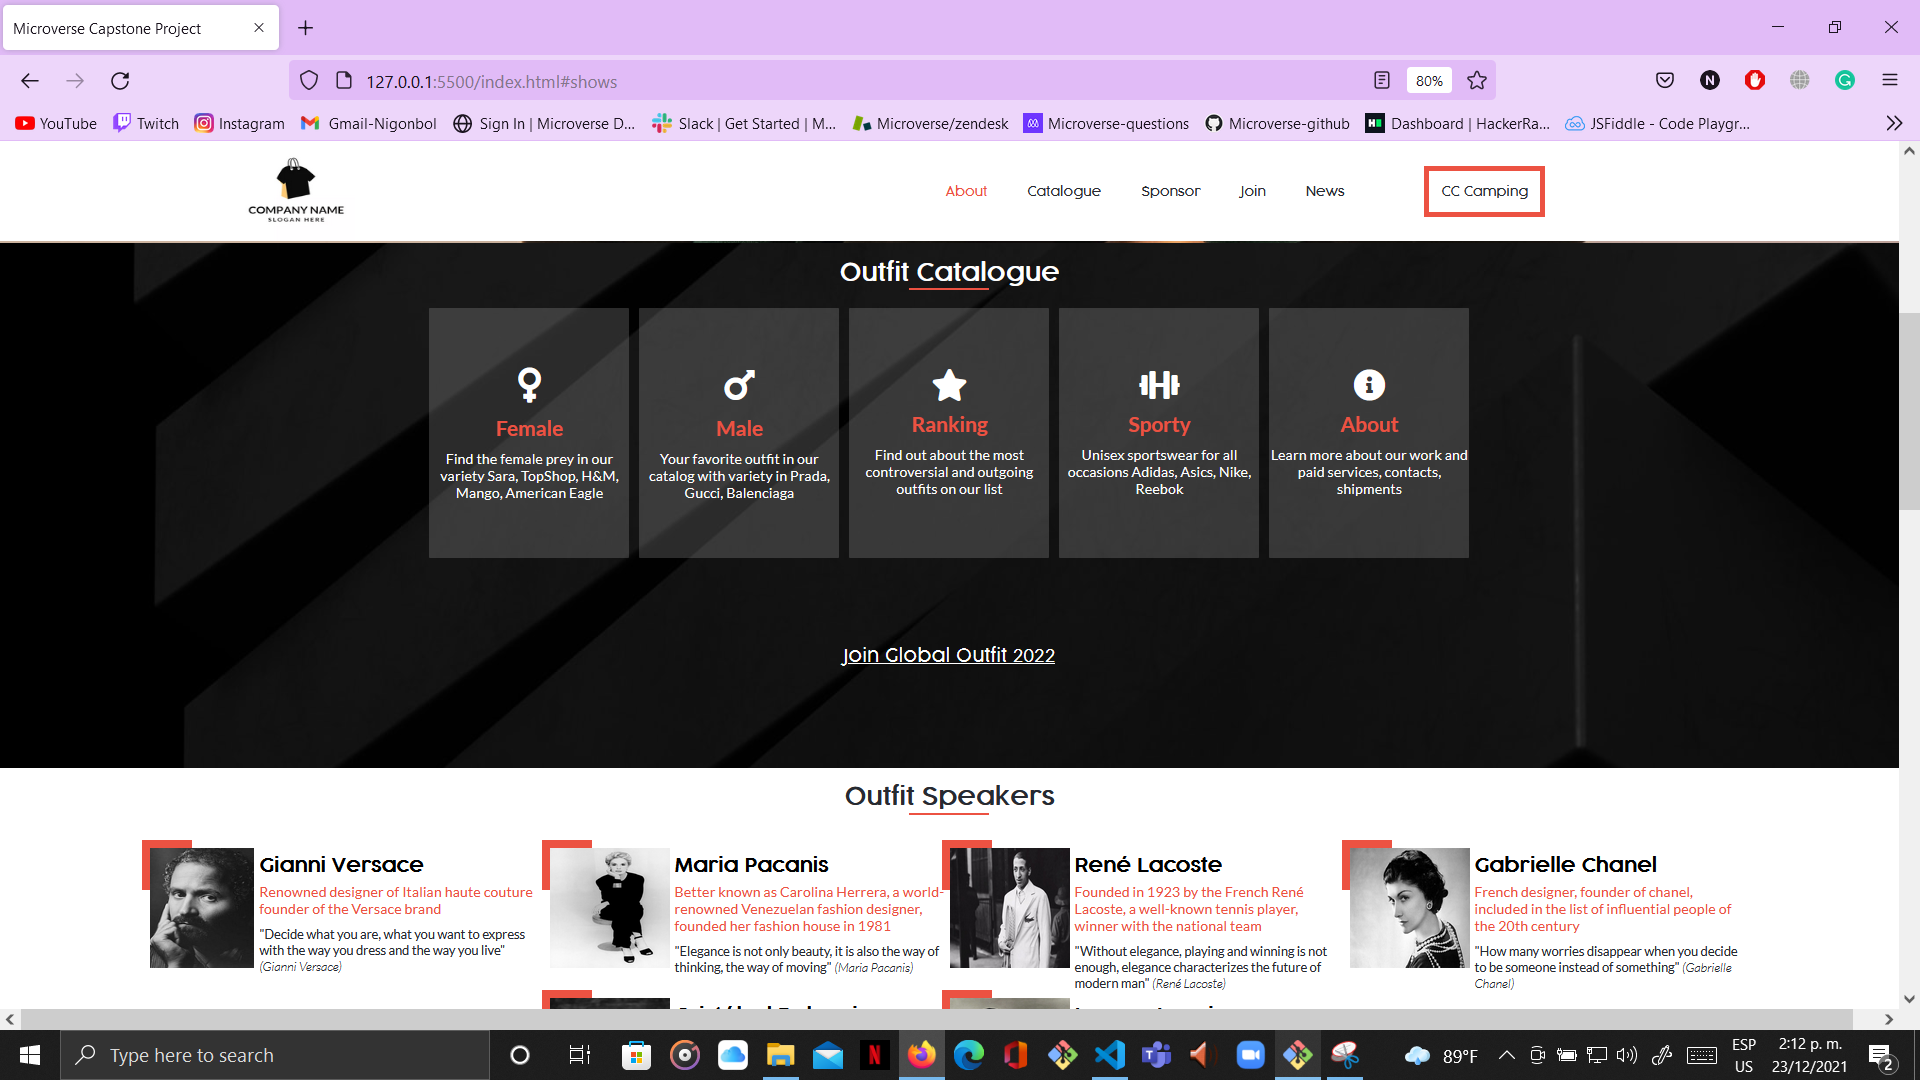 Microverse Capstone Project
127.0.0.1:5500/index.html#shows
80%
N
G
YouTube
Twitch
Instagram
Gmail-Nigonbol
Sign In | Microverse D...
Slack | Get Started | M...
Microverse/zendesk
Microverse-questions
Microverse-github
Dashboard | HackerRa...
JSFiddle - Code Playgr...
COMPANY NAME
SLOGAN HERE
About
Catalogue
Sponsor
Join
News
CC Camping
Outfit Catalogue
Female
Find the female prey in our
variety Sara, TopShop, H&M,
Mango, American Eagle
Male
Your favorite outfit in our
catalog with variety in Prada,
Gucci, Balenciaga
Ranking
Find out about the most
controversial and outgoing
outfits on our list
Sporty
Unisex sportswear for all
occasions Adidas, Asics, Nike,
Reebok
About
Learn more about our work and
paid services, contacts,
shipments
Join Global Outfit 2022
Outfit Speakers
Gianni Versace
Renowned designer of Italian haute couture
founder of the Versace brand
"Decide what you are, what you want to express
with the way you dress and the way you live"
(Gianni Versace)
Maria Pacanis
Better known as Carolina Herrera, a world-
renowned Venezuelan fashion designer,
founded her fashion house in 1981
"Elegance is not only beauty, it is also the way of
thinking, the way of moving" (Maria Pacanis)
René Lacoste
Founded in 1923 by the French René
Lacoste, a well-known tennis player,
winner with the national team
"Without elegance, playing and winning is not
enough, elegance characterizes the future of
modern man" (René Lacoste)
Gabrielle Chanel
French designer, founder of chanel,
included in the list of influential people of
the 20th century
"How many worries disappear when you decide
to be someone instead of something" (Gabrielle
Chanel)
Type here to search
N
89°F
ESP
US
2:12 p. m.
23/12/2021
2